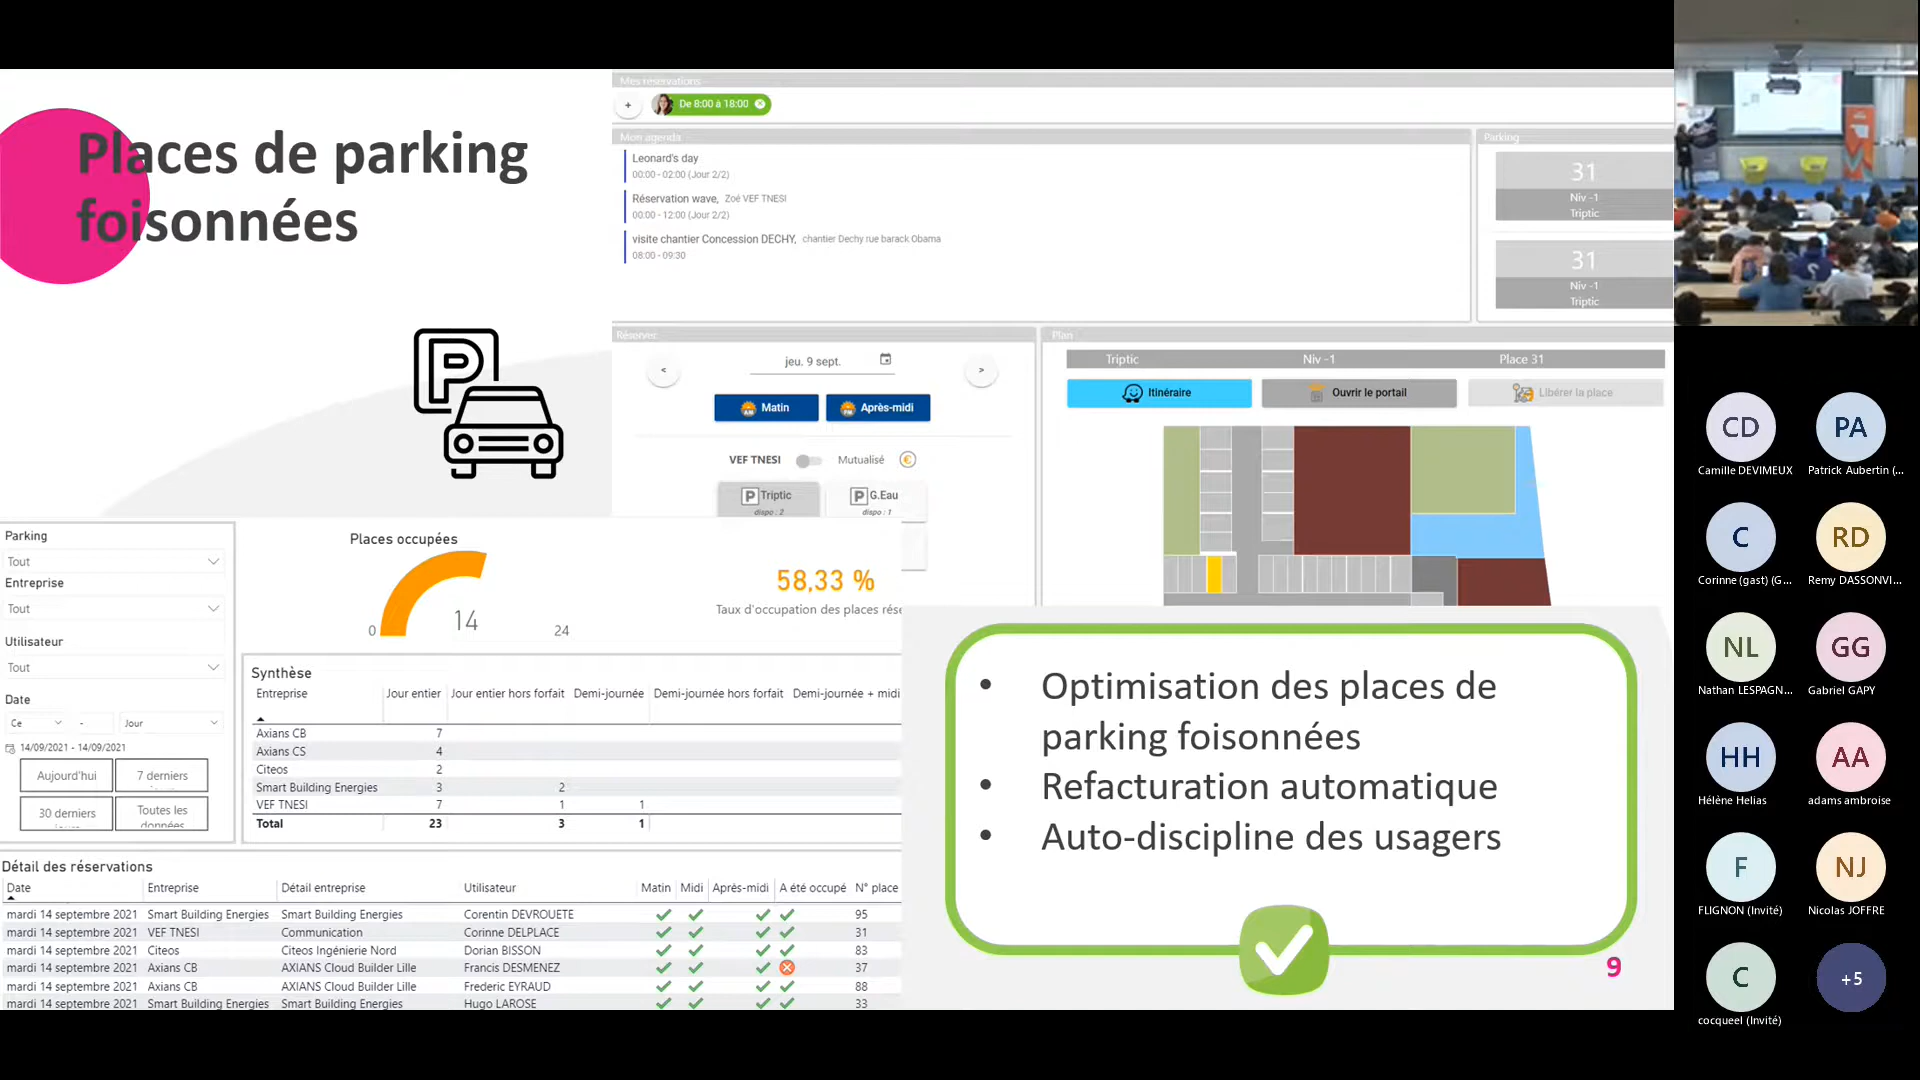 Places de parking
foisonnées
Mes réservations
+
De 8:00 à 18:00
Mon agenda
Leonard's day
00:00 - 02:00 (Jour 2/2)
Réservation wave, Zoé VEF TNESI
00:00 - 12:00 (Jour 2/2)
visite chantier Concession DECHY, chantier Dechy rue barack Obama
08:00 - 09:30
Parking
31
Niv -1
Triptic
31
Niv -1
Triptic
Réserver
< jeu. 9 sept. >
Matin Après-midi
VEF TNESI Mutualisé €
P Triptic P G.Eau
dispo : 2 dispo : 1
Plan
Triptic Niv -1 Place 31
Itinéraire Ouvrir le portail Libérer la place
Parking
Tout
Entreprise
Tout
Utilisateur
Tout
Date
Ce - Jour
14/09/2021 - 14/09/2021
Aujourd'hui 7 derniers
30 derniers Toutes les
données
Places occupées
14
0 24
58,33 %
Taux d'occupation des places rése
Synthèse
Entreprise Jour entier Jour entier hors forfait Demi-journée Demi-journée hors forfait Demi-journée + midi
Axians CB 7
Axians CS 4
Citeos 2
Smart Building Energies 3 2
VEF TNESI 7 1 1
Total 23 3 1
Détail des réservations
Date Entreprise Détail entreprise Utilisateur Matin Midi Après-midi A été occupé N° place
mardi 14 septembre 2021 Smart Building Energies Smart Building Energies Corentin DEVROUETE 95
mardi 14 septembre 2021 VEF TNESI Communication Corinne DELPLACE 31
mardi 14 septembre 2021 Citeos Citeos Ingénierie Nord Dorian BISSON 83
mardi 14 septembre 2021 Axians CB AXIANS Cloud Builder Lille Francis DESMENEZ 37
mardi 14 septembre 2021 Axians CB AXIANS Cloud Builder Lille Frederic EYRAUD 88
mardi 14 septembre 2021 Smart Building Energies Smart Building Energies Hugo LAROSE 33
• Optimisation des places de
parking foisonnées
• Refacturation automatique
• Auto-discipline des usagers
9
CD PA
Camille DEVIMEUX Patrick Aubertin (...
C RD
Corinne (gast) (G... Remy DASSONVI...
NL GG
Nathan LESPAGN... Gabriel GAPY
HH AA
Hélène Helias adams ambroise
F NJ
FLIGNON (Invité) Nicolas JOFFRE
C +5
cocqueel (Invité)